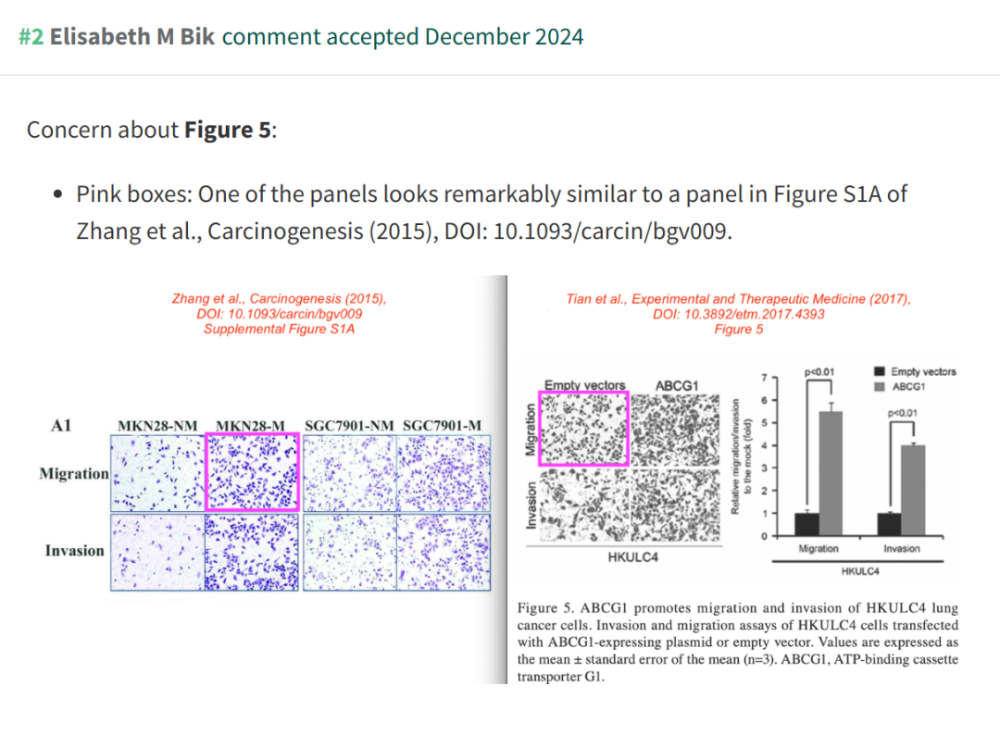 #2 Elisabeth M Bik comment accepted December 2024
Concern about Figure 5:
• Pink boxes: One of the panels looks remarkably similar to a panel in Figure S1A of
Zhang et al., Carcinogenesis (2015), DOI: 10.1093/carcin/bgv009.
Zhang et al., Carcinogenesis (2015),
DOI: 10.1093/carcin/bgv009
Supplemental Figure S1A
A1
MKN28-NM MKN28-M SGC7901-NM SGC7901-M
Migration
Invasion
Tian et al., Experimental and Therapeutic Medicine (2017),
DOI: 10.3892/etm.2017.4393
Figure 5
Empty vectors ABCG1
Migration
Invasion
HKULC4
Relative migration/invasion
to the mock (fold)
7
6
5
4
3
2
1
0
p<0.01
p<0.01
Empty vectors
ABCG1
Migration Invasion
HKULC4
Figure 5. ABCG1 promotes migration and invasion of HKULC4 lung
cancer cells. Invasion and migration assays of HKULC4 cells transfected
with ABCG1-expressing plasmid or empty vector. Values are expressed as
the mean ± standard error of the mean (n=3). ABCG1, ATP-binding cassette
transporter G1.